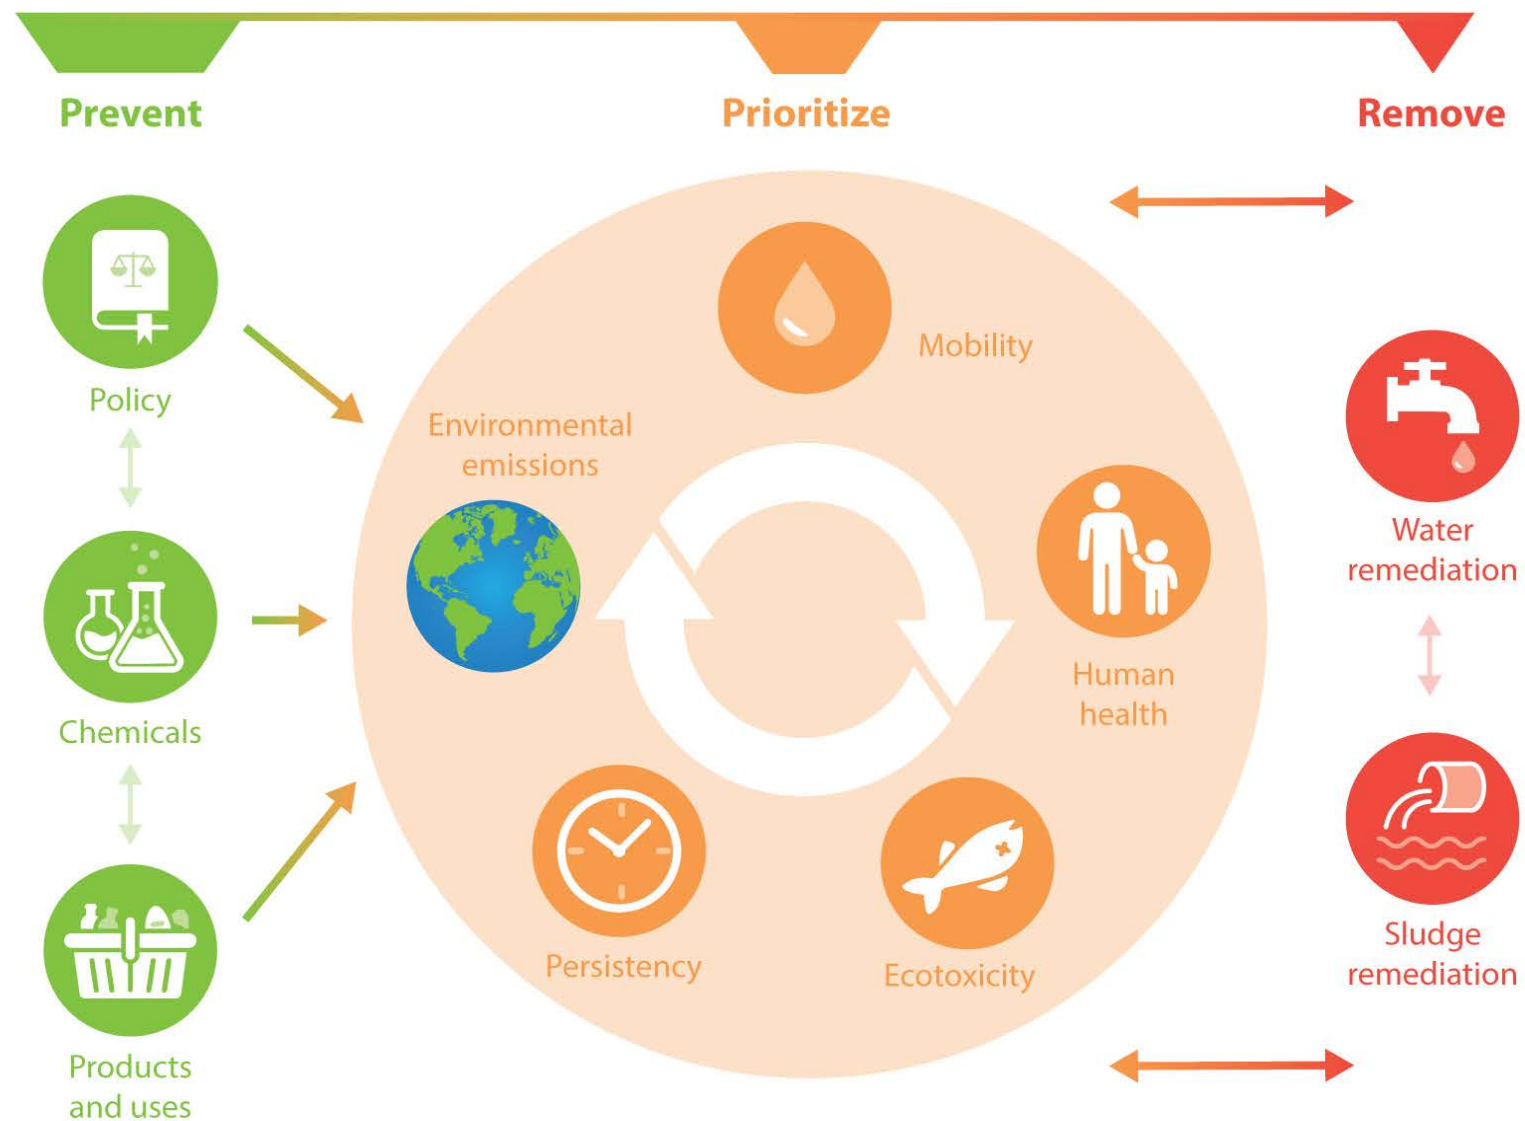 Prevent
Prioritize
Remove
Policy
Chemicals
Products
and uses
Environmental
emissions
Mobility
Human
health
Ecotoxicity
Persistency
Water
remediation
Sludge
remediation